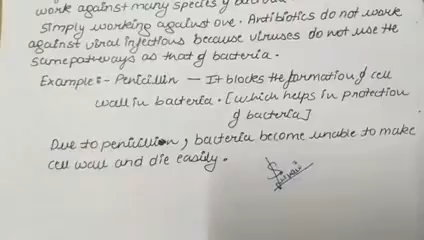 work against many species of
simply working against one. Antibiotics do not work
against viral infections because viruses do not use the
same pathways as that of bacteria.
Example:- Penicillin — It blocks the formation of cell
wall in bacteria. [which helps in protection
of bacteria]
Due to penicillin, bacteria become unable to make
cell wall and die easily.